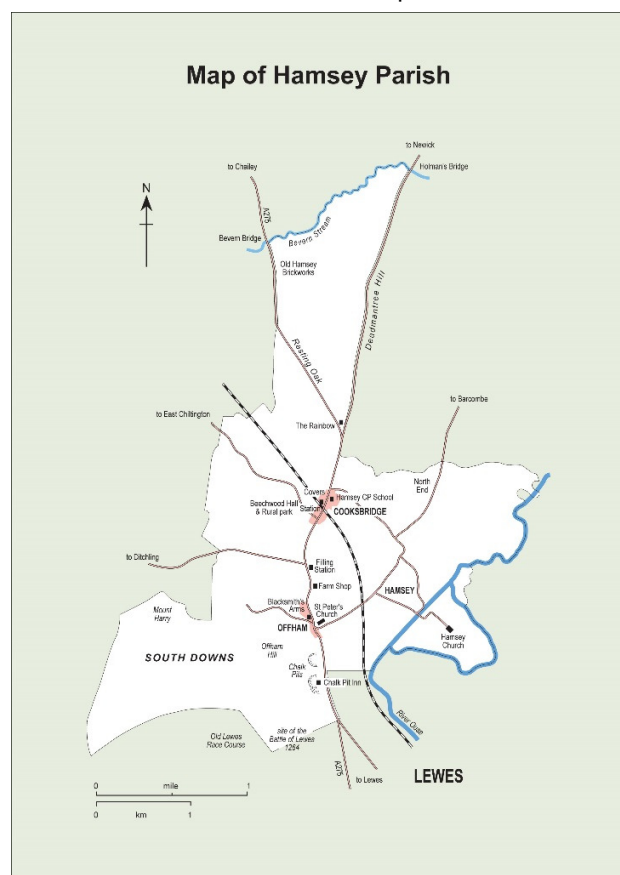 Map of Hamsey Parish
to Newick
to Chailey
Holman's Bridge
N
A275
Bevern Stream
Bevern Bridge
Old Hamsey
Brickworks
Deadmantree Hill
Resting Oak
to Barcombe
to East Chiltington
The Rainbow
North
End
Covers
Hamsey CP School
Beechwood Hall
& Rural park
Station
COOKSBRIDGE
to Ditchling
Filling
Station
Farm Shop
HAMSEY
Blacksmith's
Arms
St Peter's
Church
Mount
Harry
OFFHAM
Hamsey
Church
Offham
Hill
SOUTH DOWNS
Chalk
Pits
Chalk Pit Inn
River Ouse
site of the
Battle of Lewes
1264
Old Lewes
Race Course
A275
to Lewes
LEWES
0 mile 1
0 km 1